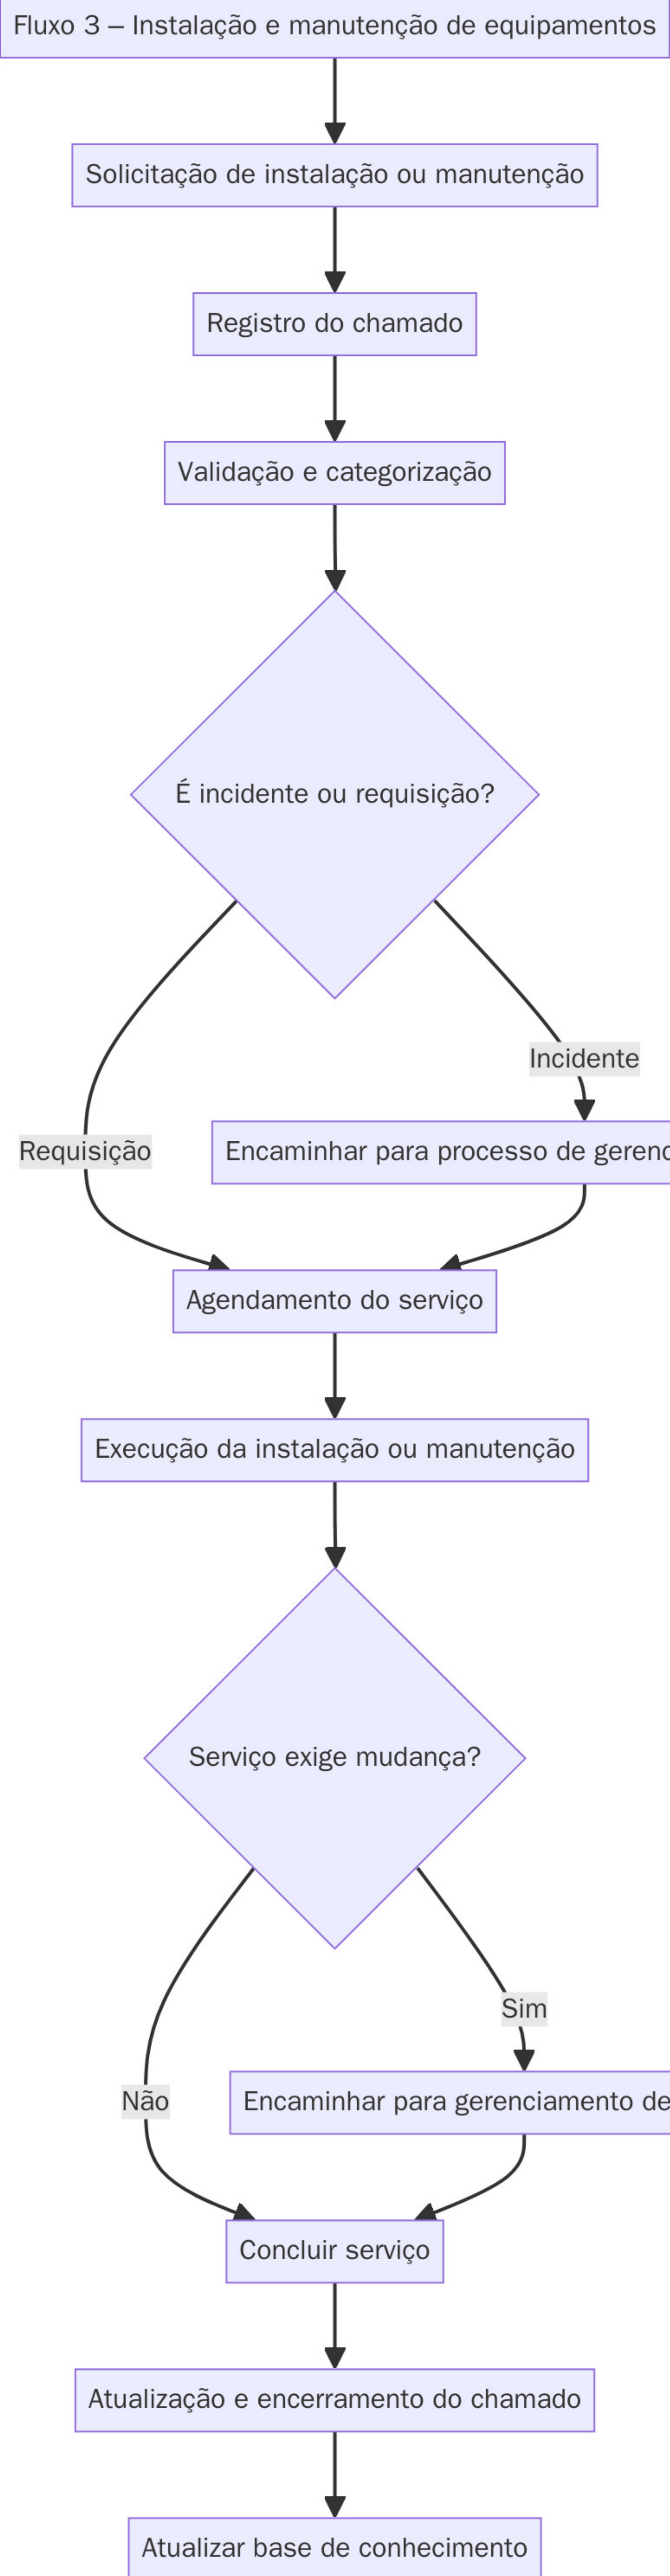 Fluxo 3 – Instalação e manutenção de equipamentos
Solicitação de instalação ou manutenção
Registro do chamado
Validação e categorização
É incidente ou requisição?
Incidente
Requisição
Encaminhar para processo de gerenc
Agendamento do serviço
Execução da instalação ou manutenção
Serviço exige mudança?
Sim
Não
Encaminhar para gerenciamento de
Concluir serviço
Atualização e encerramento do chamado
Atualizar base de conhecimento